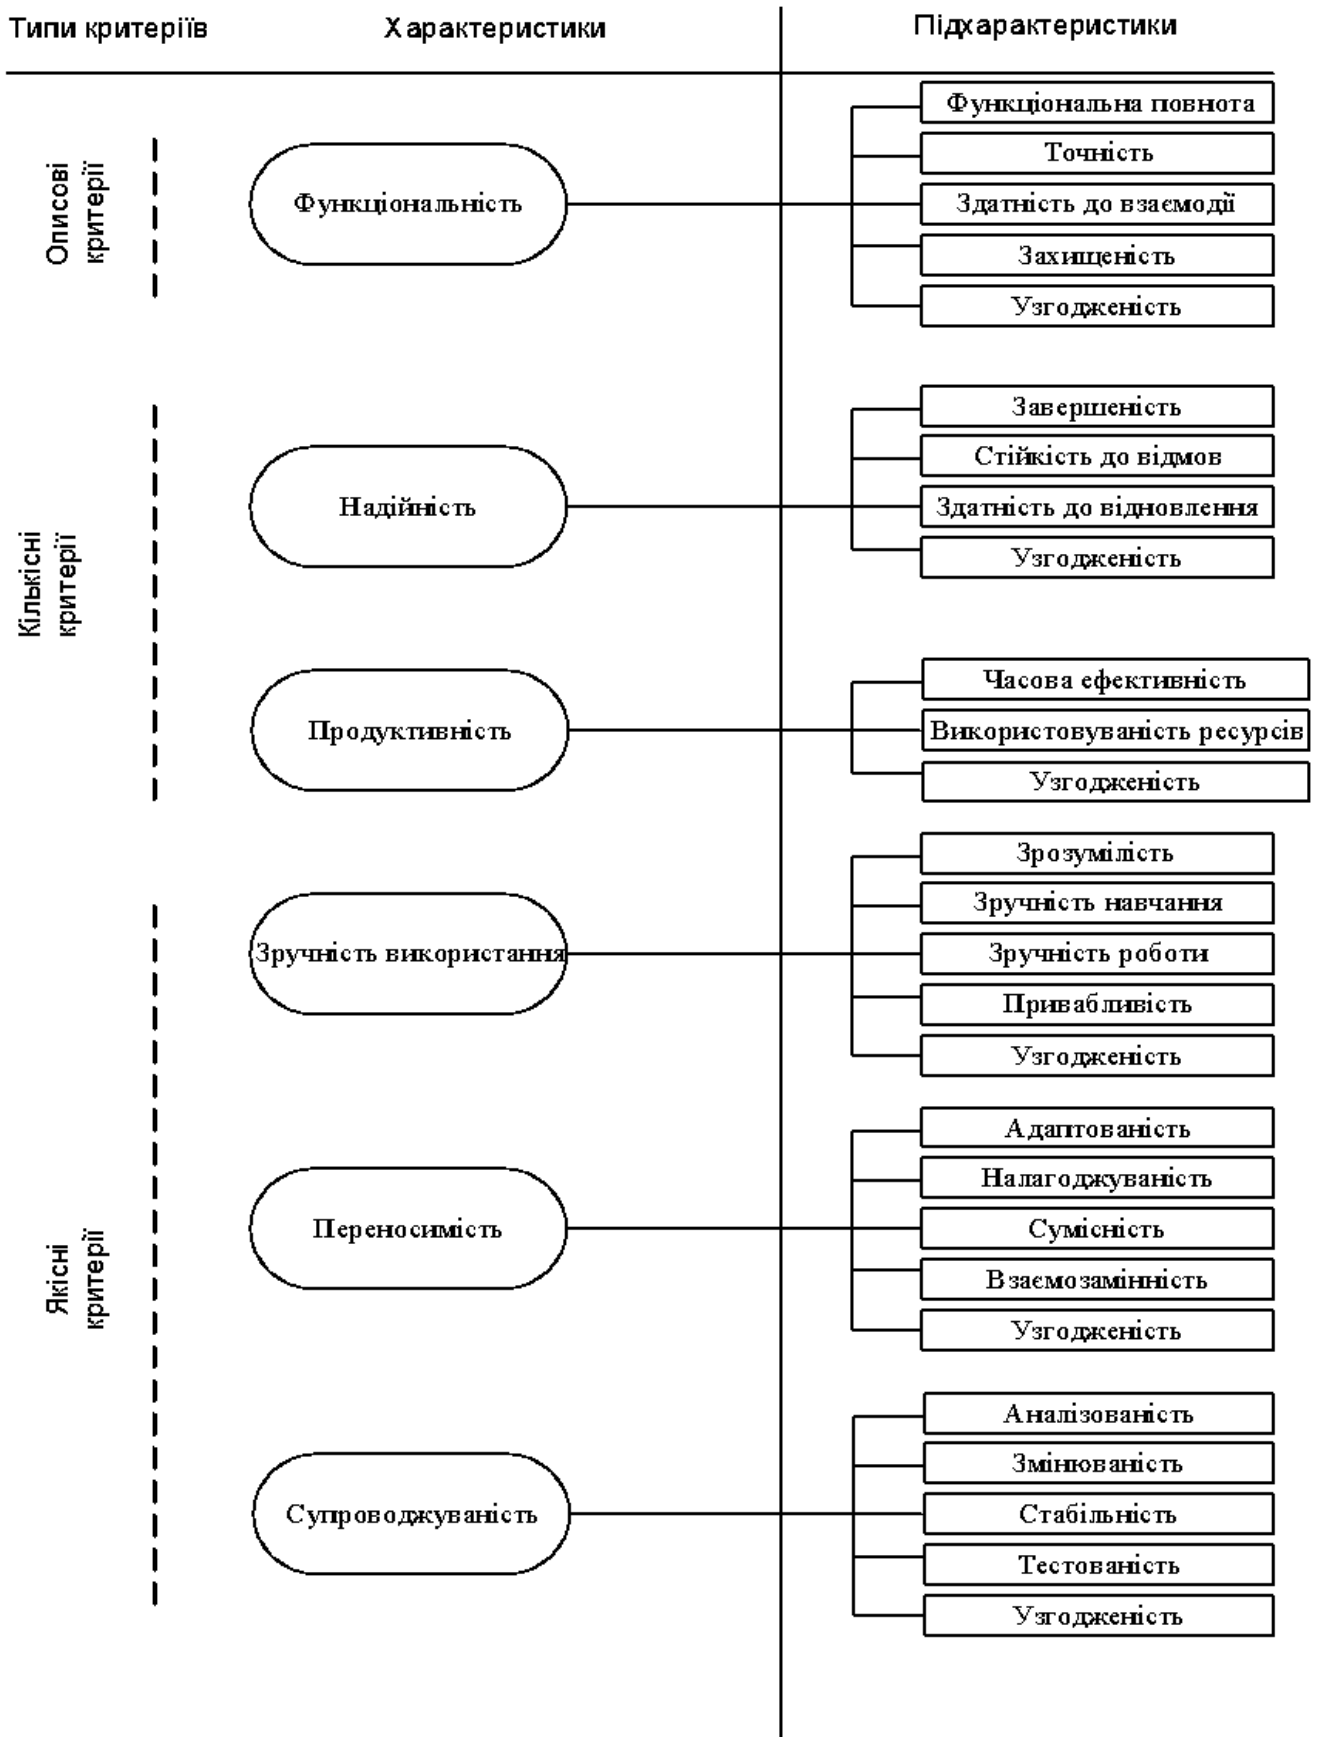 Типи критеріїв
Характеристики
Підхарактеристики
Описові
критерії
Функціональність
Функціональна повнота
Точність
Здатність до взаємодії
Захищеність
Узгодженість
Кількісні
критерії
Надійність
Завершеність
Стійкість до відмов
Здатність до відновлення
Узгодженість
Продуктивність
Часова ефективність
Використовуваність ресурсів
Узгодженість
Якісні
критерії
Зручність використання
Зрозумілість
Зручність навчання
Зручність роботи
Привабливість
Узгодженість
Переносимість
Адаптованість
Налагоджуваність
Сумісність
Взаємозамінність
Узгодженість
Супроводжуваність
Аналізованість
Змінюваність
Стабільність
Тестованість
Узгодженість